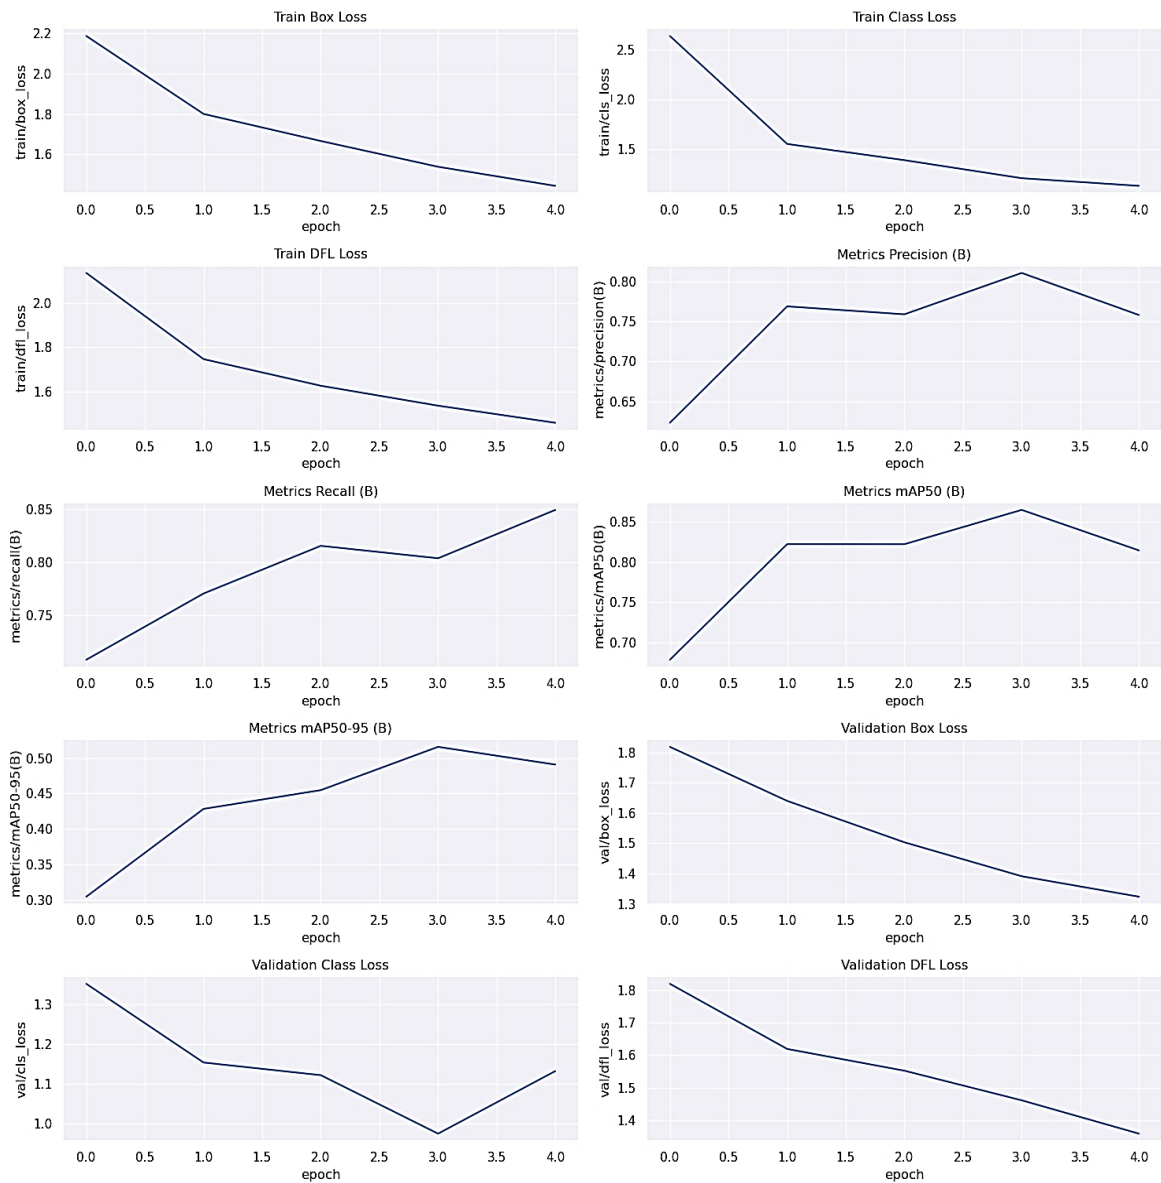 Train Box Loss
train/box_loss
2.2
2.0
1.8
1.6
0.0 0.5 1.0 1.5 2.0 2.5 3.0 3.5 4.0
epoch
Train Class Loss
train/cls_loss
2.5
2.0
1.5
0.0 0.5 1.0 1.5 2.0 2.5 3.0 3.5 4.0
epoch
Train DFL Loss
train/dfl_loss
2.0
1.8
1.6
0.0 0.5 1.0 1.5 2.0 2.5 3.0 3.5 4.0
epoch
Metrics Precision (B)
metrics/precision(B)
0.80
0.75
0.70
0.65
0.0 0.5 1.0 1.5 2.0 2.5 3.0 3.5 4.0
epoch
Metrics Recall (B)
metrics/recall(B)
0.85
0.80
0.75
0.0 0.5 1.0 1.5 2.0 2.5 3.0 3.5 4.0
epoch
Metrics mAP50 (B)
metrics/mAP50(B)
0.85
0.80
0.75
0.70
0.0 0.5 1.0 1.5 2.0 2.5 3.0 3.5 4.0
epoch
Metrics mAP50-95 (B)
metrics/mAP50-95(B)
0.50
0.45
0.40
0.35
0.30
0.0 0.5 1.0 1.5 2.0 2.5 3.0 3.5 4.0
epoch
Validation Box Loss
val/box_loss
1.8
1.7
1.6
1.5
1.4
1.3
0.0 0.5 1.0 1.5 2.0 2.5 3.0 3.5 4.0
epoch
Validation Class Loss
val/cls_loss
1.3
1.2
1.1
1.0
0.0 0.5 1.0 1.5 2.0 2.5 3.0 3.5 4.0
epoch
Validation DFL Loss
val/dfl_loss
1.8
1.7
1.6
1.5
1.4
0.0 0.5 1.0 1.5 2.0 2.5 3.0 3.5 4.0
epoch